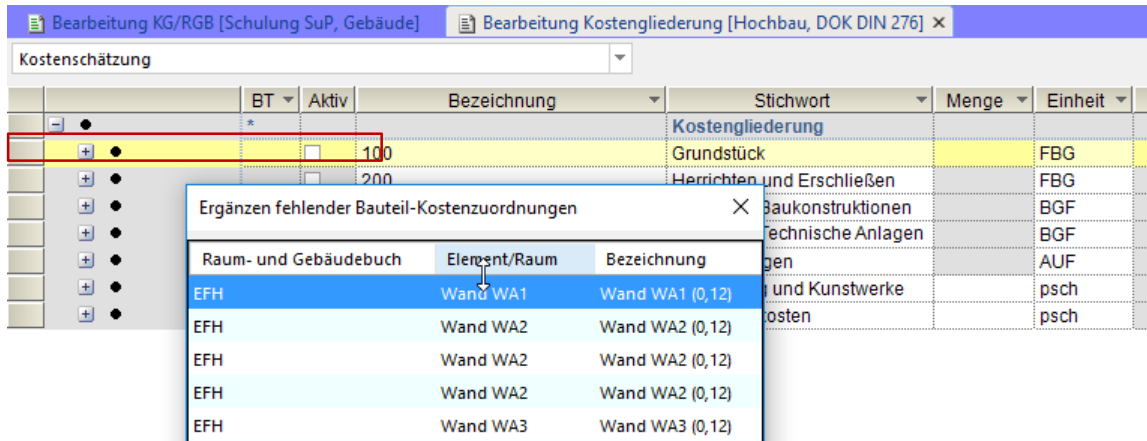 Bearbeitung KG/RGB [Schulung SuP, Gebäude] Bearbeitung Kostengliederung [Hochbau, DOK DIN 276]
Kostenschätzung
BT Aktiv Bezeichnung Stichwort Menge Einheit
* Kostengliederung
100 Grundstück FBG
200 Herrichten und Erschließen FBG
Baukonstruktionen BGF
Technische Anlagen BGF
gen AUF
und Kunstwerke psch
kosten psch
Ergänzen fehlender Bauteil-Kostenzuordnungen
Raum- und Gebäudebuch Element/Raum Bezeichnung
EFH Wand WA1 Wand WA1 (0,12)
EFH Wand WA2 Wand WA2 (0,12)
EFH Wand WA2 Wand WA2 (0,12)
EFH Wand WA2 Wand WA2 (0,12)
EFH Wand WA3 Wand WA3 (0,12)